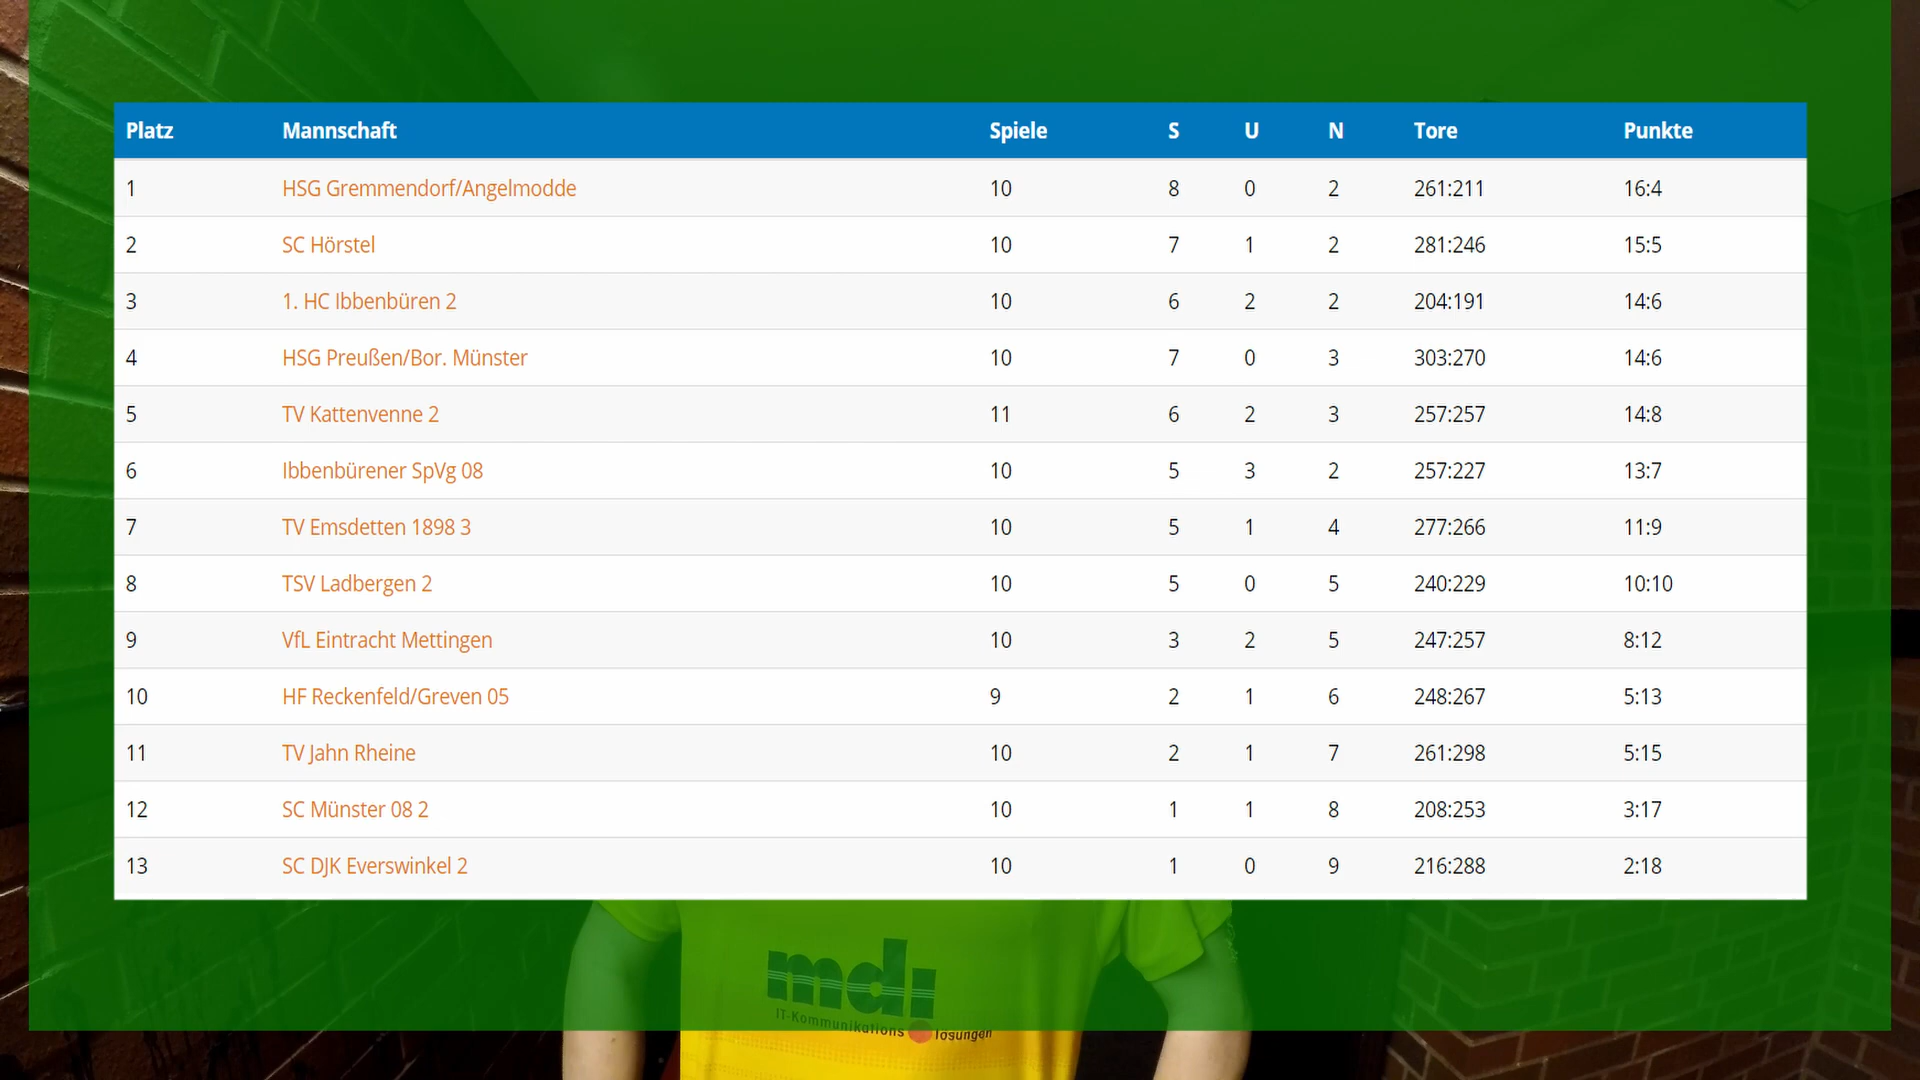 Platz Mannschaft Spiele S U N Tore Punkte
1 HSG Gremmendorf/Angelmodde 10 8 0 2 261:211 16:4
2 SC Hörstel 10 7 1 2 281:246 15:5
3 1. HC Ibbenbüren 2 10 6 2 2 204:191 14:6
4 HSG Preußen/Bor. Münster 10 7 0 3 303:270 14:6
5 TV Kattenvenne 2 11 6 2 3 257:257 14:8
6 Ibbenbürener SpVg 08 10 5 3 2 257:227 13:7
7 TV Emsdetten 1898 3 10 5 1 4 277:266 11:9
8 TSV Ladbergen 2 10 5 0 5 240:229 10:10
9 VfL Eintracht Mettingen 10 3 2 5 247:257 8:12
10 HF Reckenfeld/Greven 05 9 2 1 6 248:267 5:13
11 TV Jahn Rheine 10 2 1 7 261:298 5:15
12 SC Münster 08 2 10 1 1 8 208:253 3:17
13 SC DJK Everswinkel 2 10 1 0 9 216:288 2:18
mdi
IT-Kommunikations lösungen